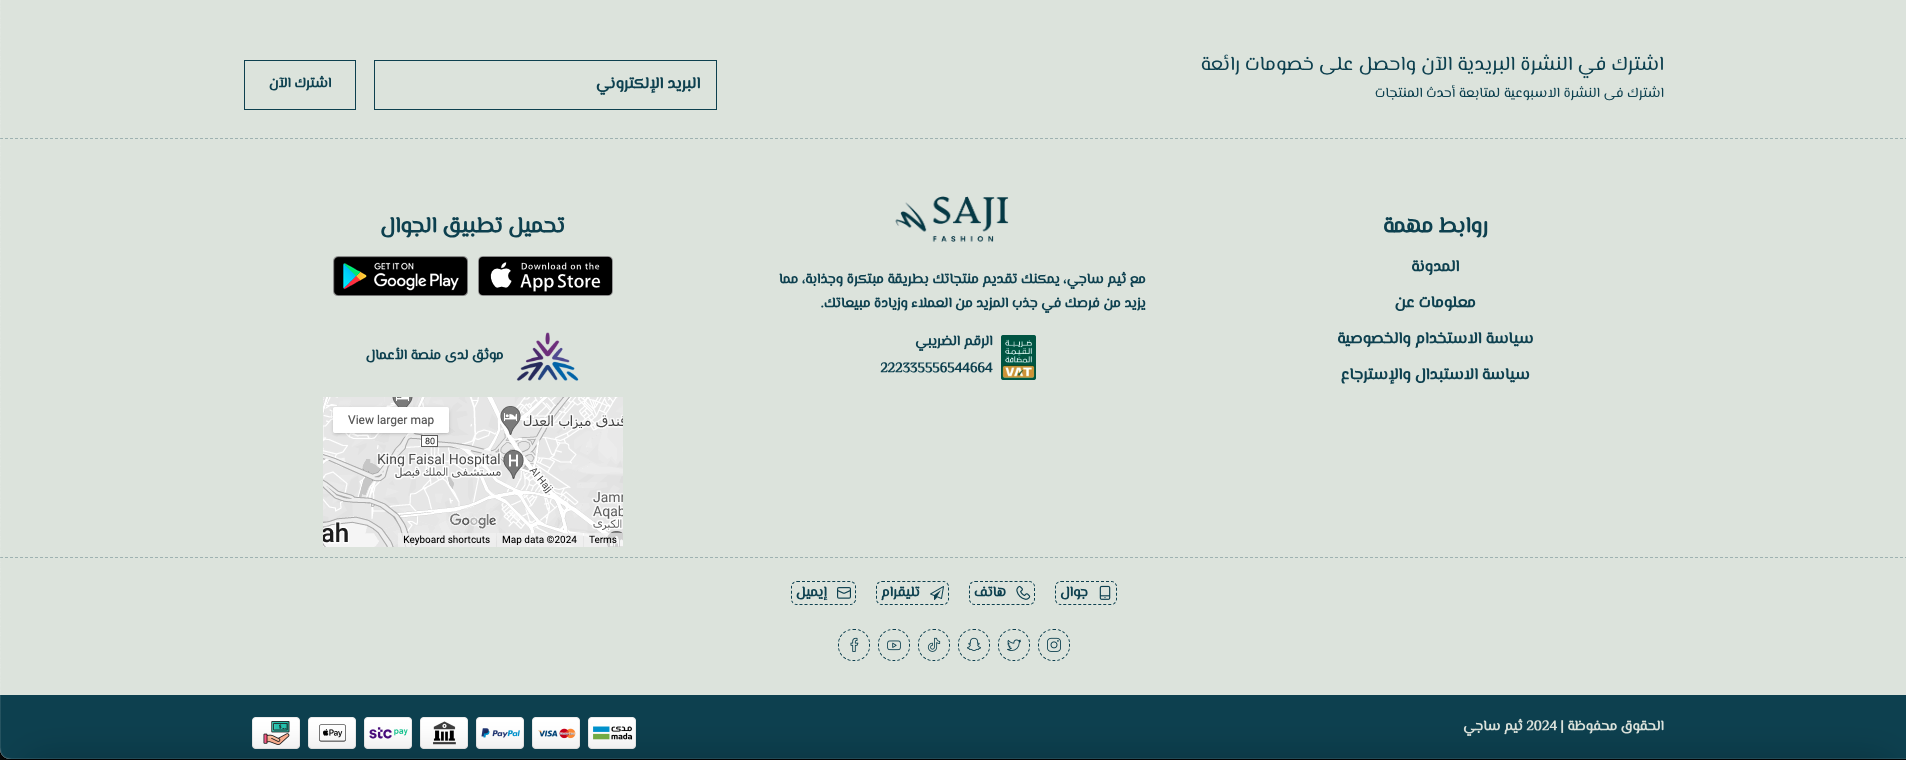 اشترك في النشرة البريدية الآن واحصل على خصومات رائعة
اشترك فى النشرة الاسبوعية لمتابعة أحدث المنتجات
البريد الإلكتروني
اشترك الآن
روابط مهمة
المدونة
معلومات عن
سياسة الاستخدام والخصوصية
سياسة الاستبدال والإسترجاع
SAJI
FASHION
مع ثيم ساجي، يمكنك تقديم منتجاتك بطريقة مبتكرة وجذابة، مما
يزيد من فرصك في جذب المزيد من العملاء وزيادة مبيعاتك.
ضريبة
القيمة
المضافة
VAT
الرقم الضريبي
222335556544664
تحميل تطبيق الجوال
GET IT ON
Google Play
Download on the
App Store
موثق لدى منصة الأعمال
View larger map
فندق ميزاب العدل
80
King Faisal Hospital
مستشفى الملك فيصل
Al Hajj
Jamr
Aqab
الكبرى
Google
ah
Keyboard shortcuts
Map data ©2024
Terms
جوال
هاتف
تليقرام
إيميل
الحقوق محفوظة | 2024 ثيم ساجي
مدى
mada
VISA
PayPal
stc pay
Pay